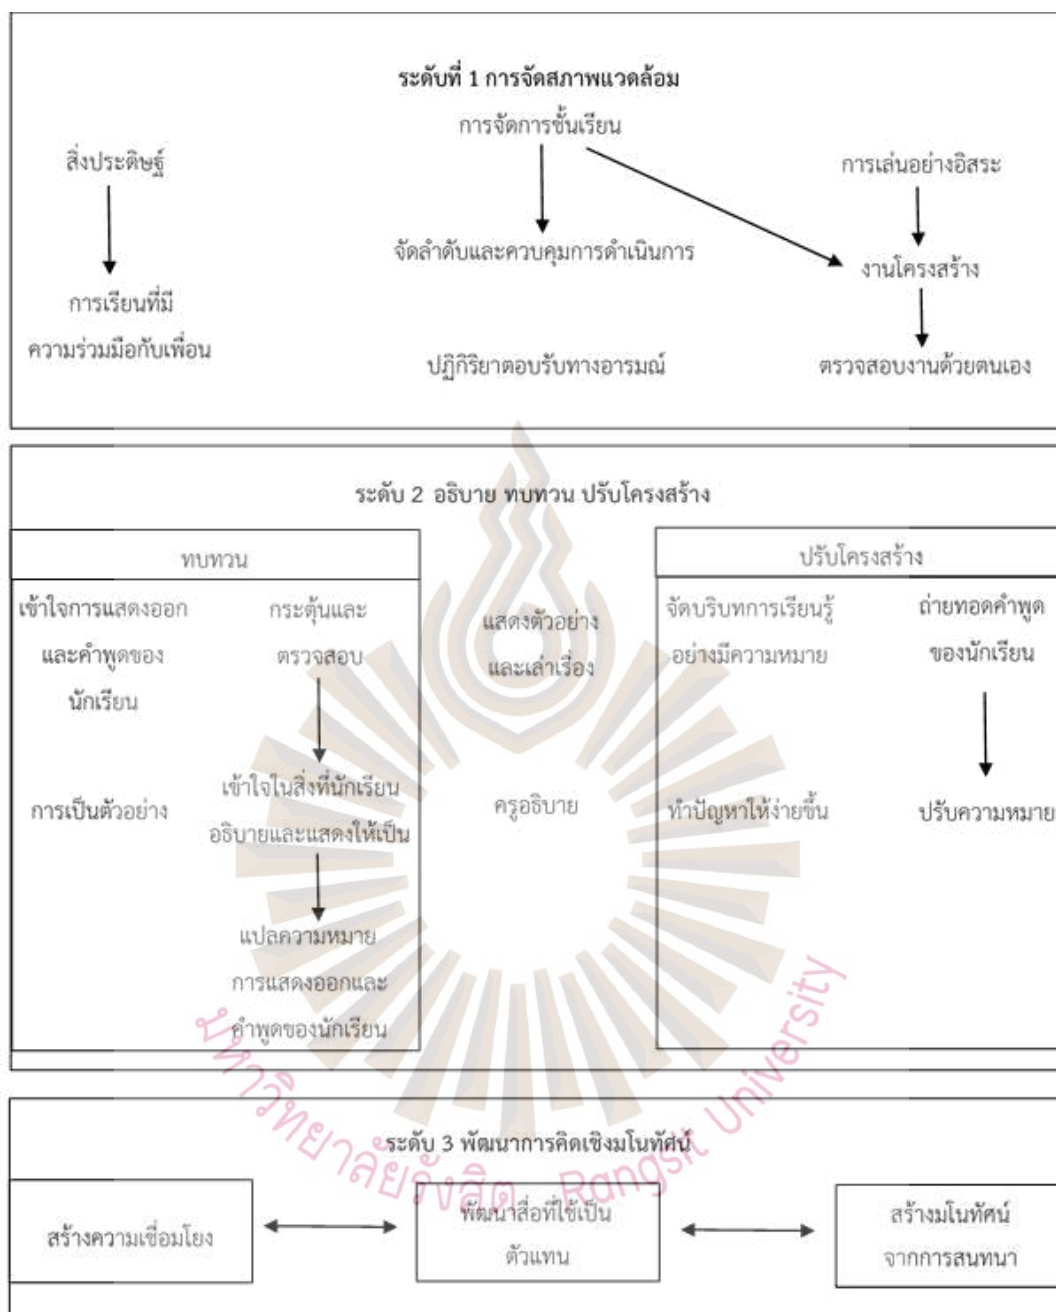 ระดับที่ 1 การจัดสภาพแวดล้อม
การจัดการชั้นเรียน
สิ่งประดิษฐ์
การเล่นอย่างอิสระ
จัดลำดับและควบคุมการดำเนินการ
งานโครงสร้าง
การเรียนที่มี
ความร่วมมือกับเพื่อน
ปฏิกิริยาตอบรับทางอารมณ์
ตรวจสอบงานด้วยตนเอง
ระดับ 2 อธิบาย ทบทวน ปรับโครงสร้าง
ทบทวน
เข้าใจการแสดงออก
และคำพูดของ
นักเรียน
การเป็นตัวอย่าง
กระตุ้นและ
ตรวจสอบ
เข้าใจในสิ่งที่นักเรียน
อธิบายและแสดงให้เป็น
แปลความหมาย
การแสดงออกและ
คำพูดของนักเรียน
แสดงตัวอย่าง
และเล่าเรื่อง
ครูอธิบาย
ปรับโครงสร้าง
จัดบริบทการเรียนรู้
อย่างมีความหมาย
ทำปัญหาให้ง่ายขึ้น
ถ่ายทอดคำพูด
ของนักเรียน
ปรับความหมาย
มหาวิทยาลัยรังสิต Rangsit University
ระดับ 3 พัฒนาการคิดเชิงมโนทัศน์
สร้างความเชื่อมโยง
พัฒนาสื่อที่ใช้เป็น
ตัวแทน
สร้างมโนทัศน์
จากการสนทนา